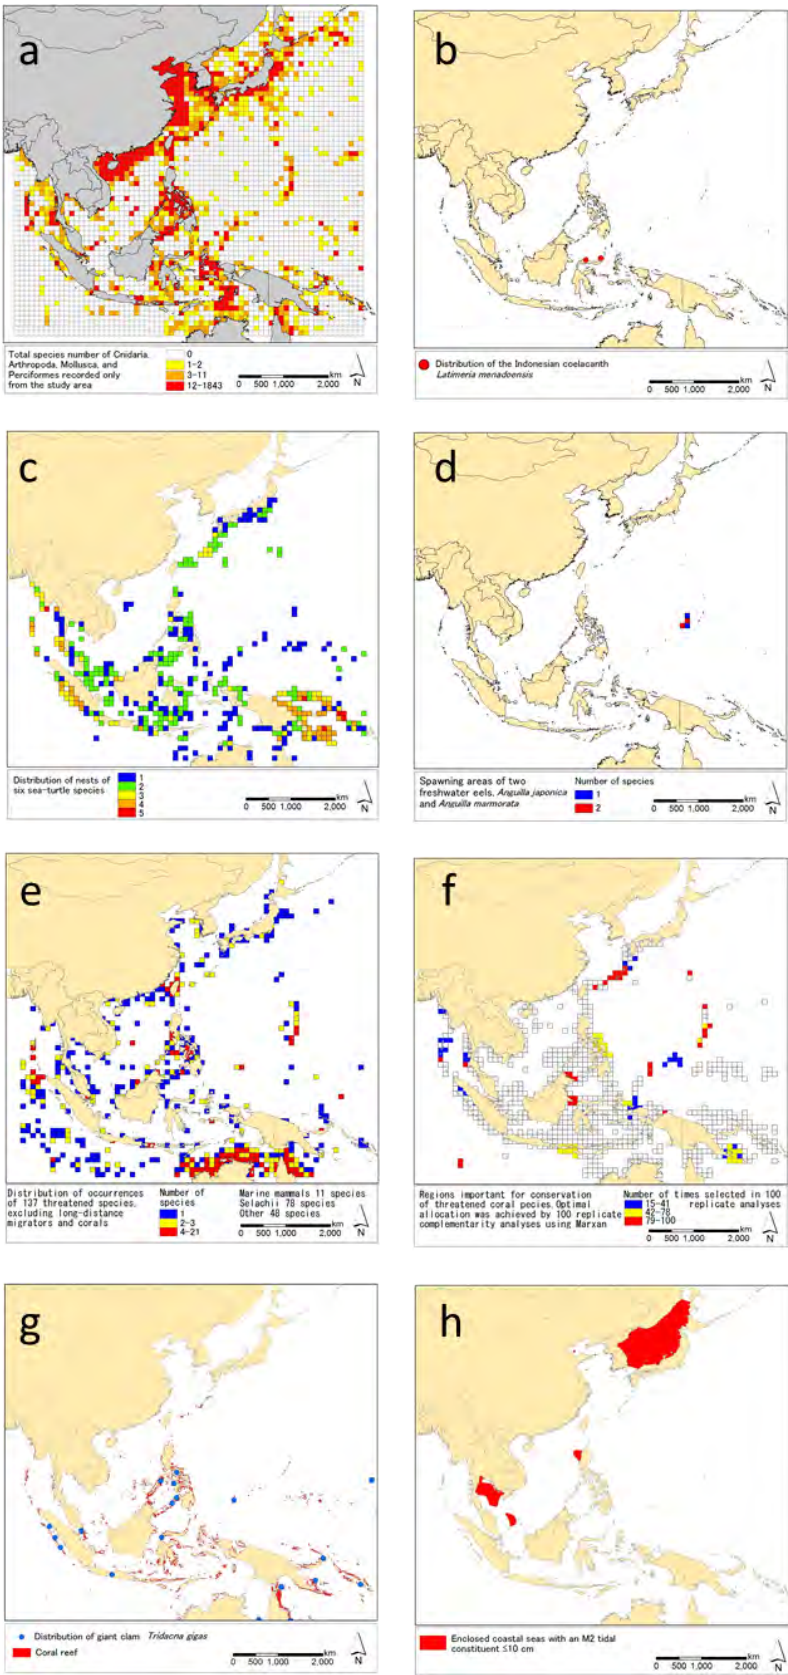 a
Total species number of Cnidaria,
Arthropoda, Mollusca, and
Perciformes recorded only
from the study area
0
1-2
3-11
12-1843
km
0 500 1,000 2,000
N
b
Distribution of the Indonesian coelacanth
Latimeria menadoensis
km
0 500 1,000 2,000
N
c
Distribution of nests of
six sea-turtle species
1
2
3
4
5
km
0 500 1,000 2,000
N
d
Spawning areas of two
freshwater eels, Anguilla japonica
and Anguilla marmorata
Number of species
1
2
km
0 500 1,000 2,000
N
e
Distribution of occurrences
of 137 threatened species,
excluding long-distance
migrators and corals
Number of
species
1
2-3
4-21
Marine mammals 11 species
Selachii 78 species
Other 48 species
km
0 500 1,000 2,000
N
f
Regions important for conservation
of threatened coral pecies. Optimal
allocation was achieved by 100 replicate
complementarity analyses using Marxan
Number of times selected in 100
replicate analyses
15-41
42-78
79-100
km
0 500 1,000 2,000
N
g
Distribution of giant clam Tridacna gigas
Coral reef
km
0 500 1,000 2,000
N
h
Enclosed coastal seas with an M2 tidal
constituent ≤10 cm
km
0 500 1,000 2,000
N